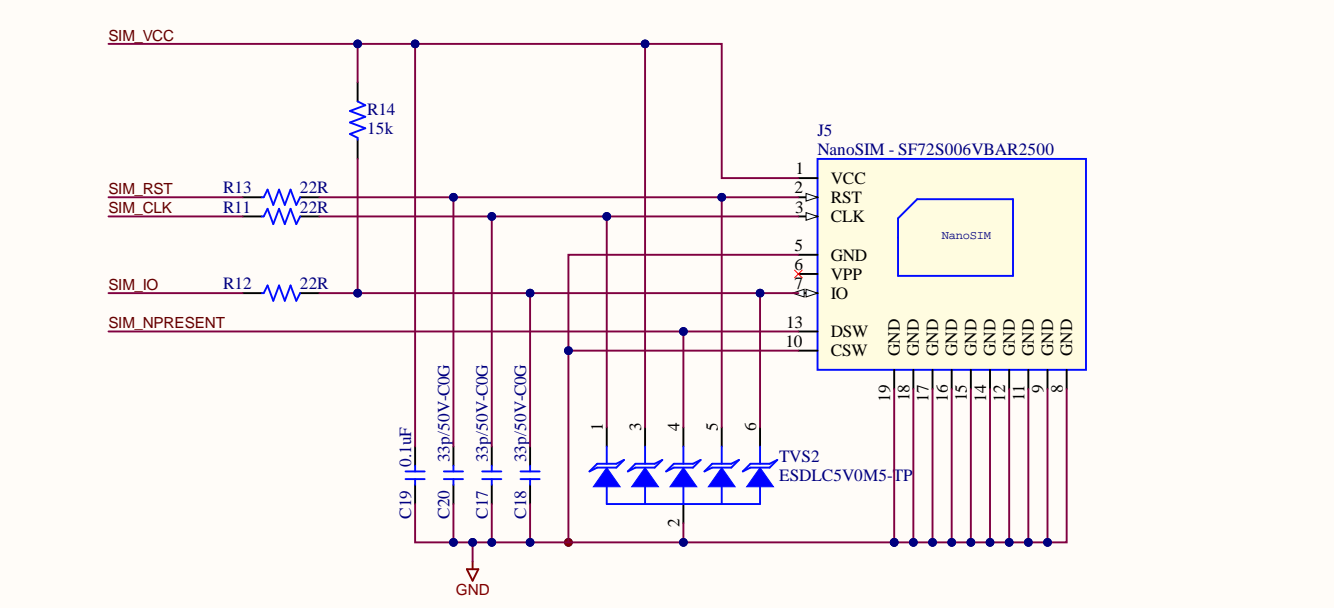 SIM_VCC
R14
15k
J5
NanoSIM - SF72S006VBAR2500
1
VCC
SIM_RST
R13
22R
2
RST
SIM_CLK
R11
22R
3
CLK
NanoSIM
5
GND
6
VPP
SIM_IO
R12
22R
7
IO
SIM_NPRESENT
13
DSW
10
CSW
GND
GND
GND
GND
GND
GND
GND
GND
GND
GND
19
18
17
16
15
14
12
11
9
8
0.1uF
C19
33p/50V-C0G
C20
33p/50V-C0G
C17
33p/50V-C0G
C18
1
3
4
5
6
TVS2
ESDLC5V0M5-TP
2
GND